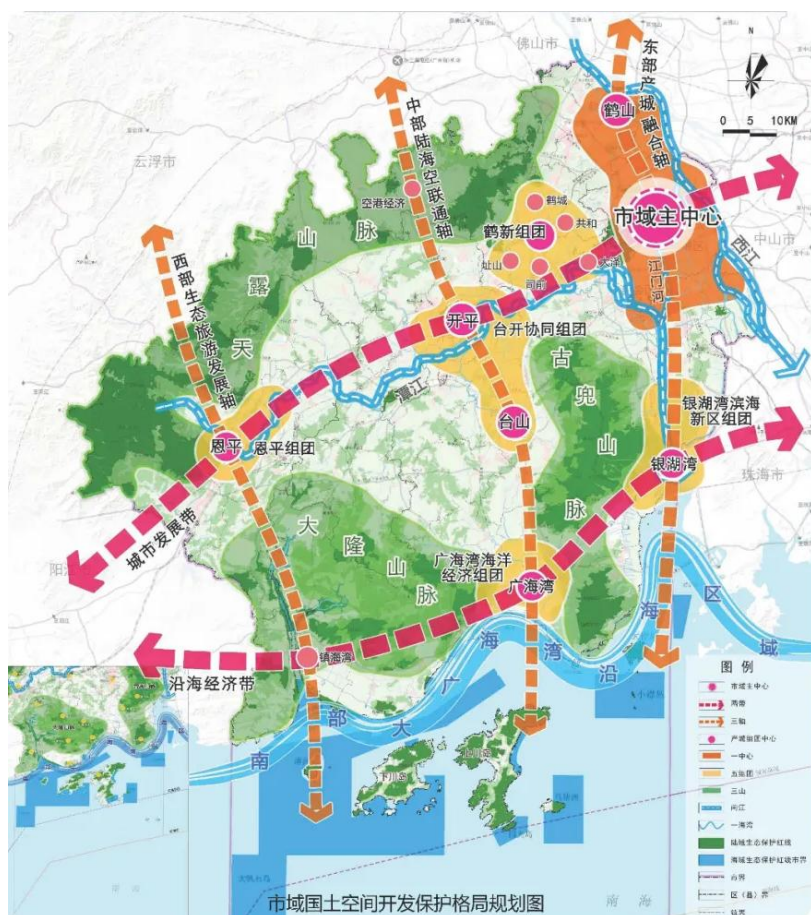 佛山市
云浮市
中山市
珠海市
阳江
N
0 5 10KM
东部产城融合轴
中部陆海空联通轴
西部生态旅游发展轴
鹤山
市域主中心
西江
江门河
空港经济
鹤城
共和
鹤新组团
址山
司前
大泽
天露山脉
开平
台开协同组团
潭江
台山
古兜山脉
恩平
恩平组团
银湖湾滨海
新区组团
银湖湾
大隆山脉
广海湾海洋
经济组团
广海湾
城市发展带
沿海经济带
镇海湾
南部大广海湾沿海区域
下川岛
上川岛
南海
图例
市域主中心
两带
三轴
产城组团中心
一中心
五组团
三山
两江
一海湾
陆域生态保护红线
海域生态保护红线市界
市界
区(县)界
镇界
市域国土空间开发保护格局规划图